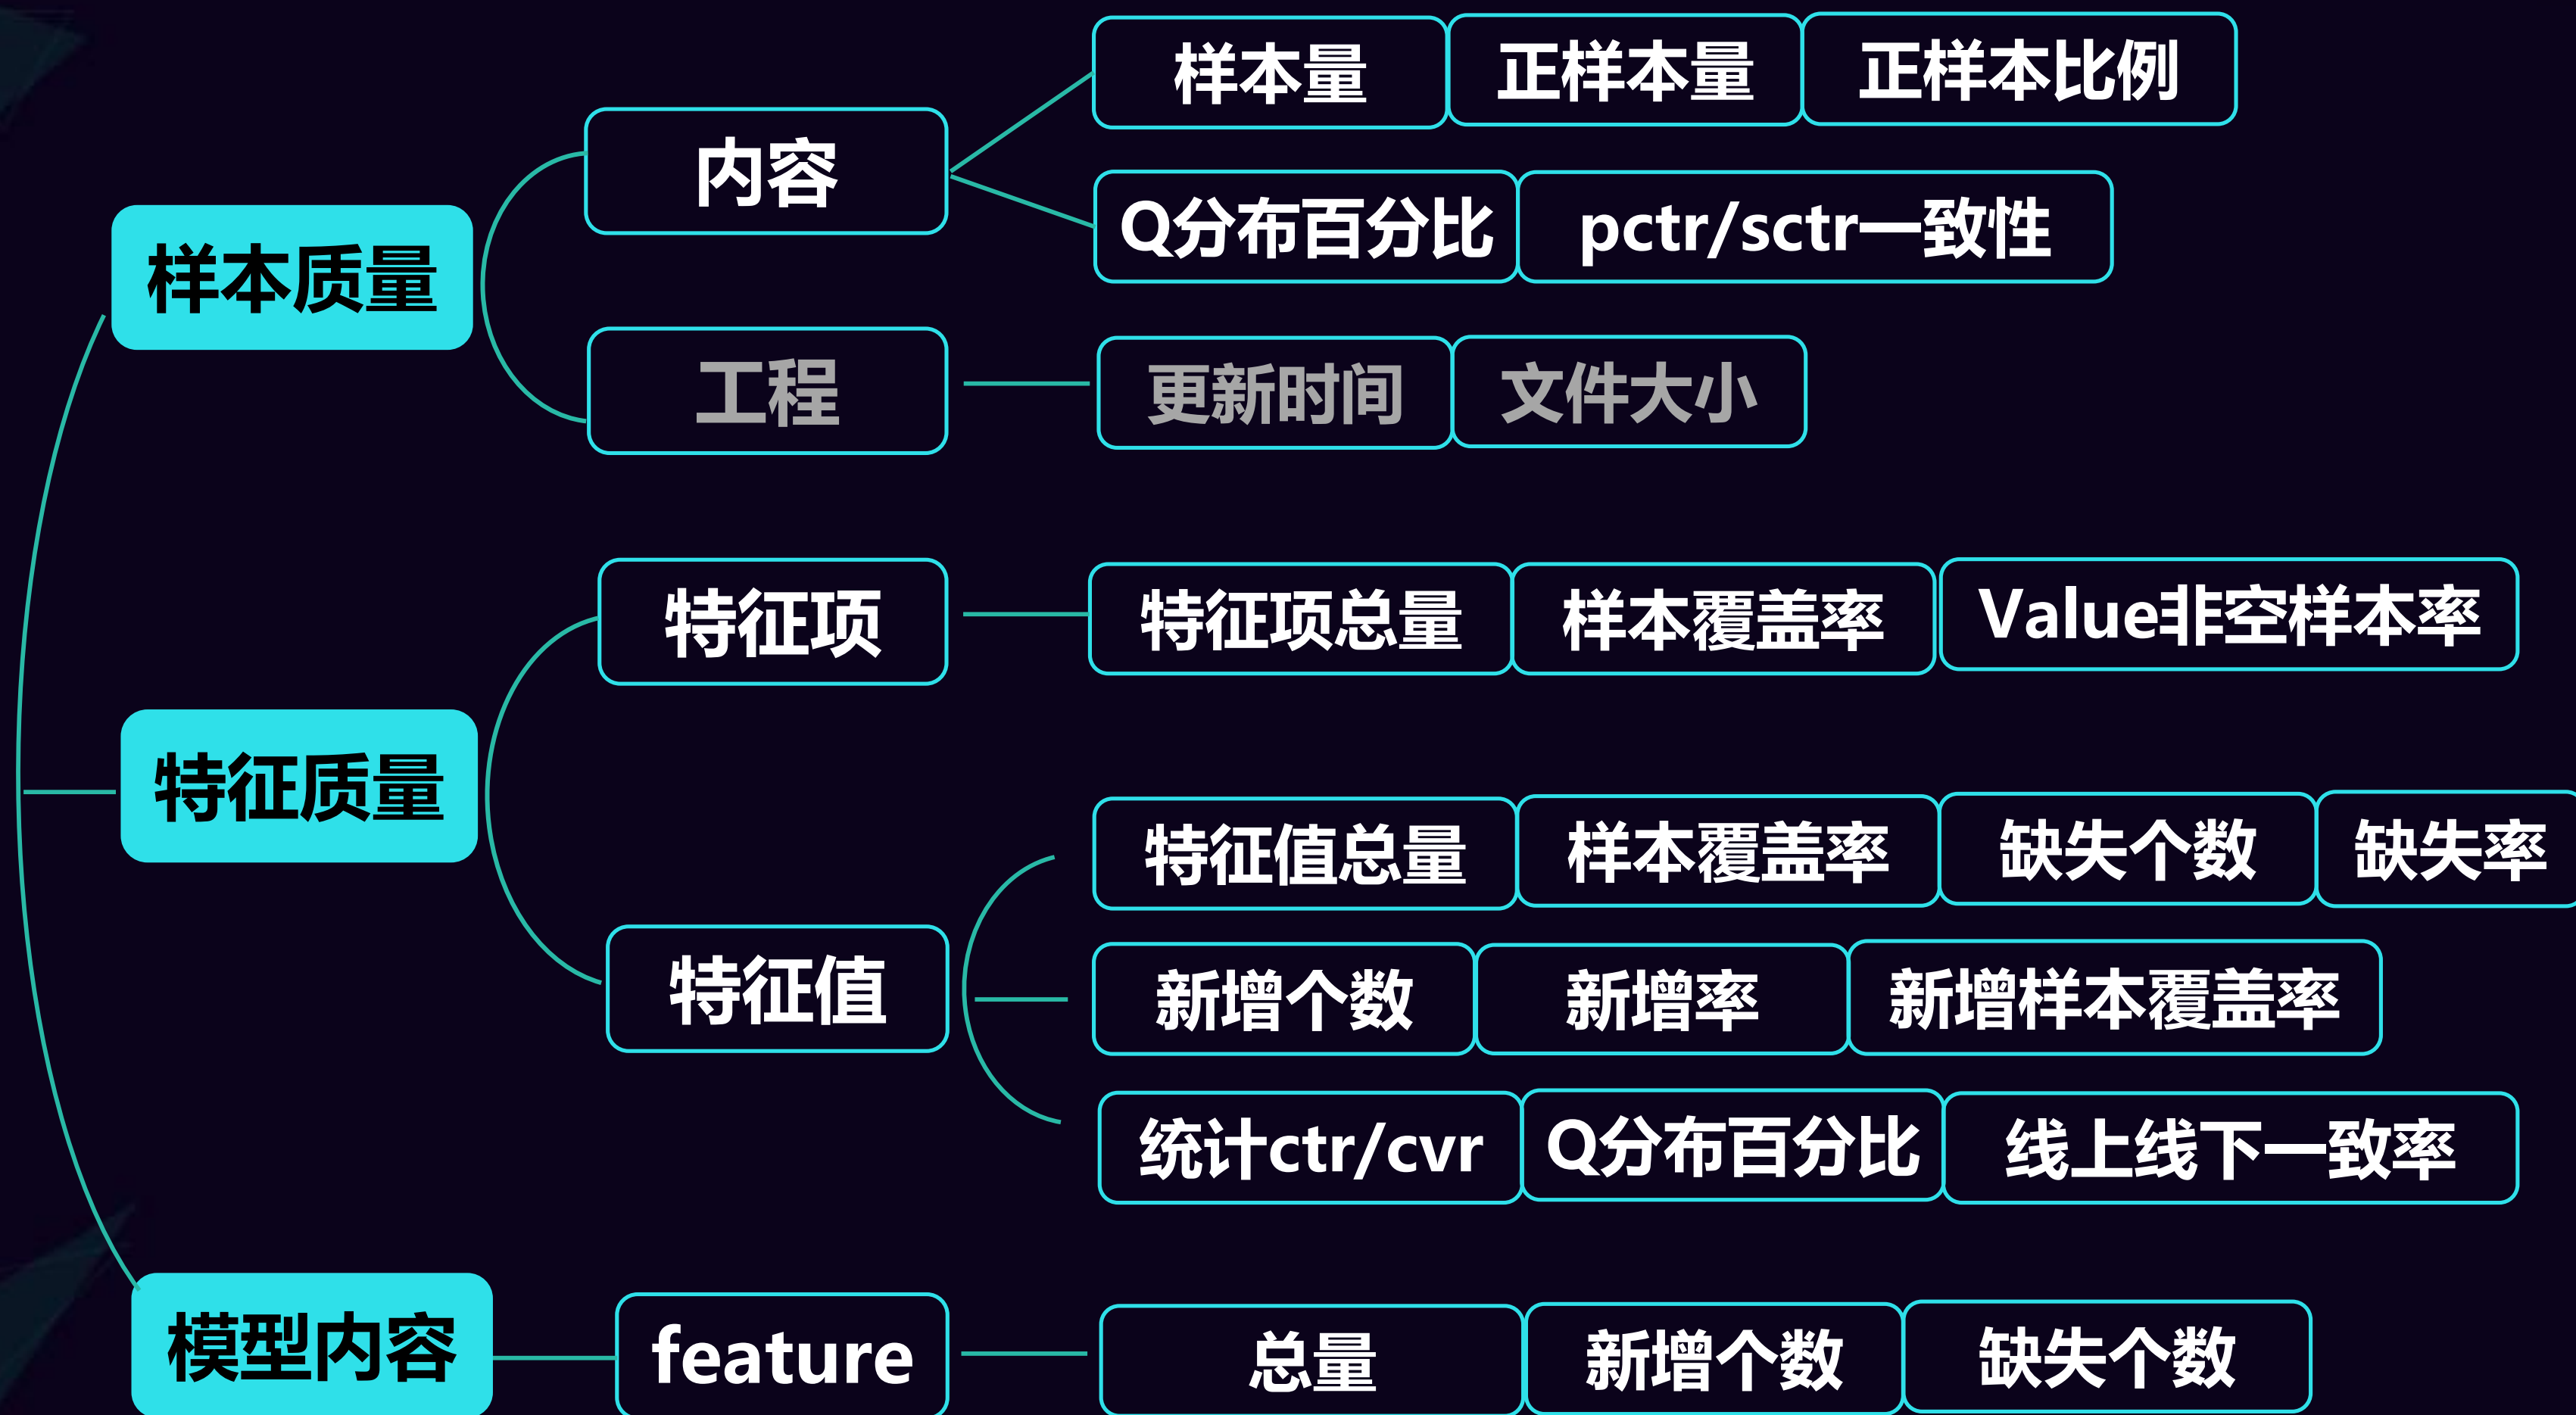 样本量 正样本量 正样本比例
内容
Q分布百分比 pctr/sctr一致性
样本质量
工程 更新时间 文件大小
特征项 特征项总量 样本覆盖率 Value非空样本率
特征质量
特征值总量 样本覆盖率 缺失个数 缺失率
特征值 新增个数 新增率 新增样本覆盖率
统计ctr/cvr Q分布百分比 线上线下一致率
模型内容 feature 总量 新增个数 缺失个数